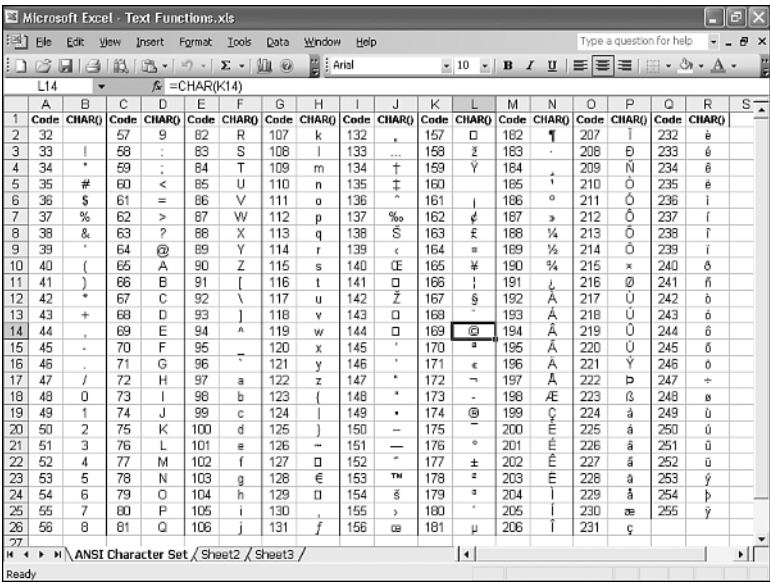 Microsoft Excel - Text Functions.xls
File Edit View Insert Format Tools Data Window Help Type a question for help
Arial 10 B I U
L14 fx =CHAR(K14)
A B C D E F G H I J K L M N O P Q R S
1 Code CHAR() Code CHAR() Code CHAR() Code CHAR() Code CHAR() Code CHAR() Code CHAR() Code CHAR() Code CHAR()
2 32 57 9 82 R 107 k 132 „ 157 □ 182 ¶ 207 Ï 232 è
3 33 ! 58 : 83 S 108 l 133 … 158 ž 183 · 208 Ð 233 é
4 34 " 59 ; 84 T 109 m 134 † 159 Ÿ 184 ¸ 209 Ñ 234 ê
5 35 # 60 < 85 U 110 n 135 ‡ 160 185 ¹ 210 Ò 235 ë
6 36 $ 61 = 86 V 111 o 136 ˆ 161 ¡ 186 º 211 Ó 236 ì
7 37 % 62 > 87 W 112 p 137 ‰ 162 ¢ 187 » 212 Ô 237 í
8 38 & 63 ? 88 X 113 q 138 Š 163 £ 188 ¼ 213 Õ 238 î
9 39 ' 64 @ 89 Y 114 r 139 ‹ 164 ¤ 189 ½ 214 Ö 239 ï
10 40 ( 65 A 90 Z 115 s 140 Œ 165 ¥ 190 ¾ 215 × 240 ð
11 41 ) 66 B 91 [ 116 t 141 □ 166 ¦ 191 ¿ 216 Ø 241 ñ
12 42 * 67 C 92 \ 117 u 142 Ž 167 § 192 À 217 Ù 242 ò
13 43 + 68 D 93 ] 118 v 143 □ 168 ¨ 193 Á 218 Ú 243 ó
14 44 , 69 E 94 ^ 119 w 144 □ 169 © 194 Â 219 Û 244 ô
15 45 - 70 F 95 _ 120 x 145 ‘ 170 ª 195 Ã 220 Ü 245 õ
16 46 . 71 G 96 ` 121 y 146 ’ 171 « 196 Ä 221 Ý 246 ö
17 47 / 72 H 97 a 122 z 147 “ 172 ¬ 197 Å 222 Þ 247 ÷
18 48 0 73 I 98 b 123 { 148 ” 173 - 198 Æ 223 ß 248 ø
19 49 1 74 J 99 c 124 | 149 • 174 ® 199 Ç 224 à 249 ù
20 50 2 75 K 100 d 125 } 150 – 175 ¯ 200 È 225 á 250 ú
21 51 3 76 L 101 e 126 ~ 151 — 176 ° 201 É 226 â 251 û
22 52 4 77 M 102 f 127 □ 152 ˜ 177 ± 202 Ê 227 ã 252 ü
23 53 5 78 N 103 g 128 € 153 ™ 178 ² 203 Ë 228 ä 253 ý
24 54 6 79 O 104 h 129 □ 154 š 179 ³ 204 Ì 229 å 254 þ
25 55 7 80 P 105 i 130 ‚ 155 › 180 ´ 205 Í 230 æ 255 ÿ
26 56 8 81 Q 106 j 131 ƒ 156 œ 181 µ 206 Î 231 ç
27
ANSI Character Set / Sheet2 / Sheet3
Ready